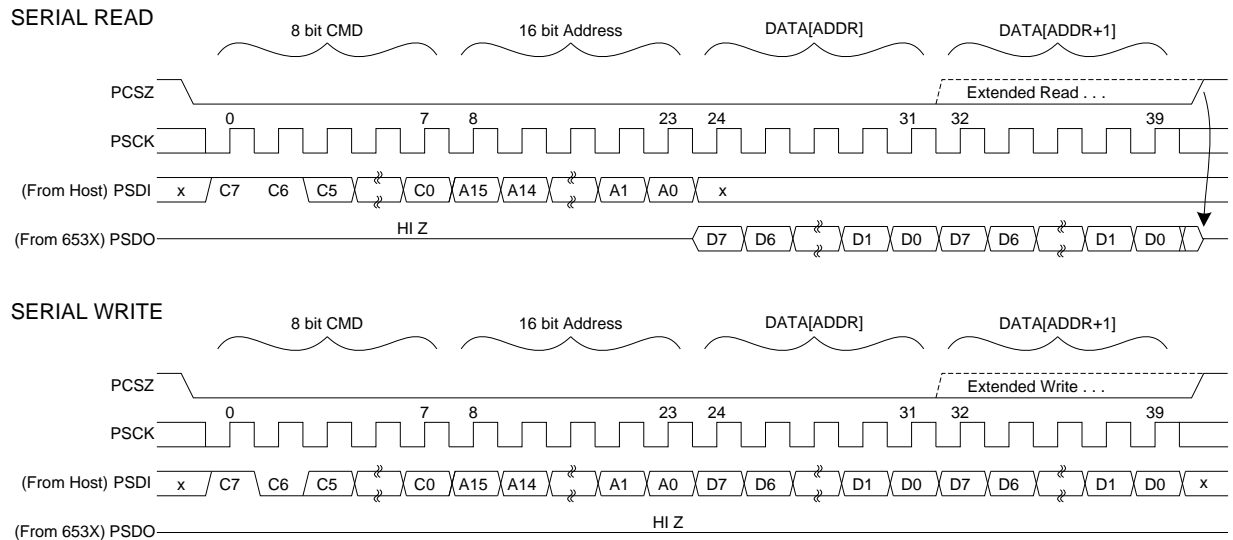 SERIAL READ
8 bit CMD 16 bit Address DATA[ADDR] DATA[ADDR+1]
PCSZ Extended Read . . .
0 7 8 23 24 31 32 39
PSCK
(From Host) PSDI x C7 C6 C5 C0 A15 A14 A1 A0 x
HI Z
(From 653X) PSDO D7 D6 D1 D0 D7 D6 D1 D0
SERIAL WRITE
8 bit CMD 16 bit Address DATA[ADDR] DATA[ADDR+1]
PCSZ Extended Write . . .
0 7 8 23 24 31 32 39
PSCK
(From Host) PSDI x C7 C6 C5 C0 A15 A14 A1 A0 D7 D6 D1 D0 D7 D6 D1 D0 x
HI Z
(From 653X) PSDO